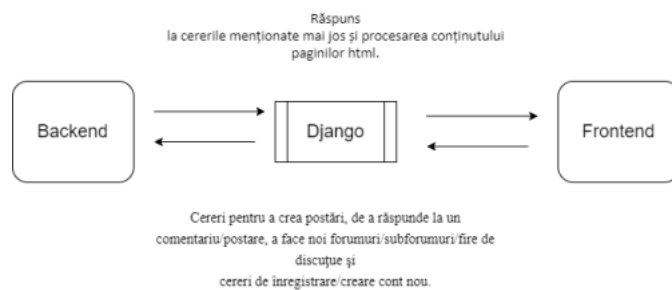 Răspuns
la cererile menționate mai jos și procesarea conținutului
paginilor html.
Backend
Django
Frontend
Cereri pentru a crea postări, de a răspunde la un
comentariu/postare, a face noi forumuri/subforumuri/fire de
discuțue și
cereri de înregistrare/creare cont nou.